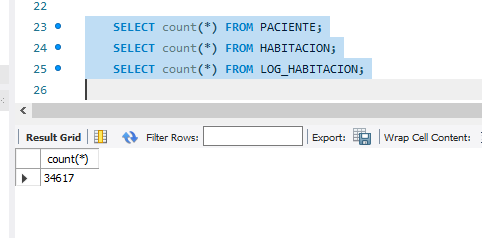 22
23 SELECT count(*) FROM PACIENTE;
24 SELECT count(*) FROM HABITACION;
25 SELECT count(*) FROM LOG_HABITACION;
26
Result Grid Filter Rows: Export: Wrap Cell Content:
count(*)
34617